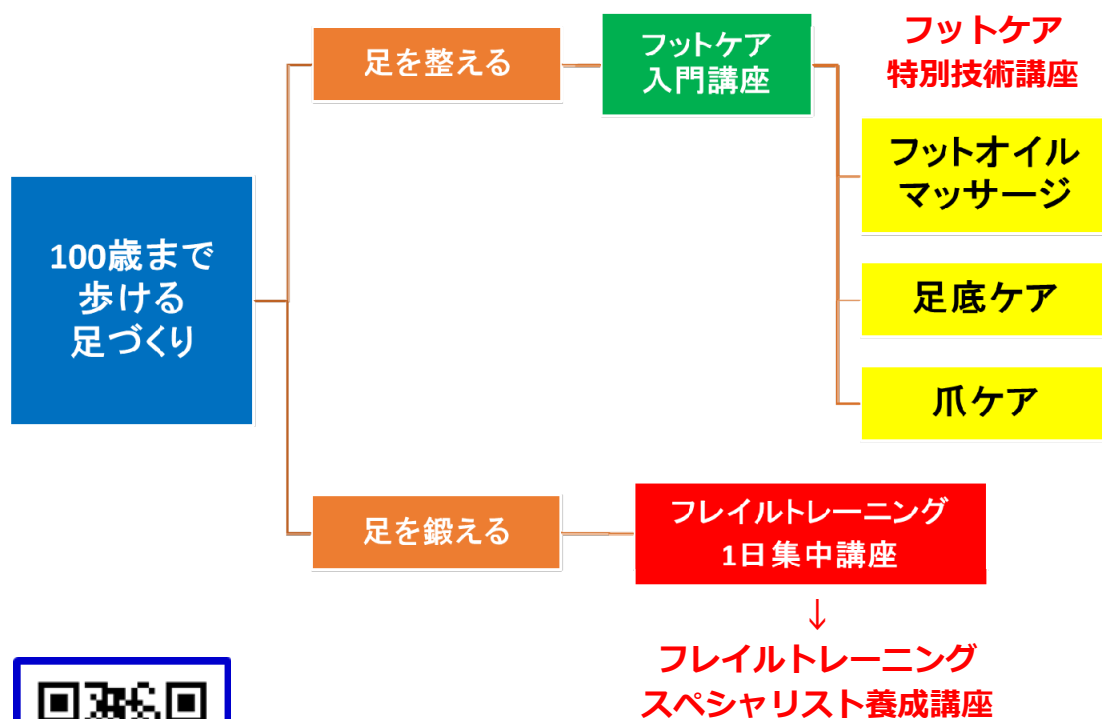 100歳まで
歩ける
足づくり
足を整える
フットケア
入門講座
フットケア
特別技術講座
フットオイル
マッサージ
足底ケア
爪ケア
足を鍛える
フレイルトレーニング
1日集中講座
↓
フレイルトレーニング
スペシャリスト養成講座